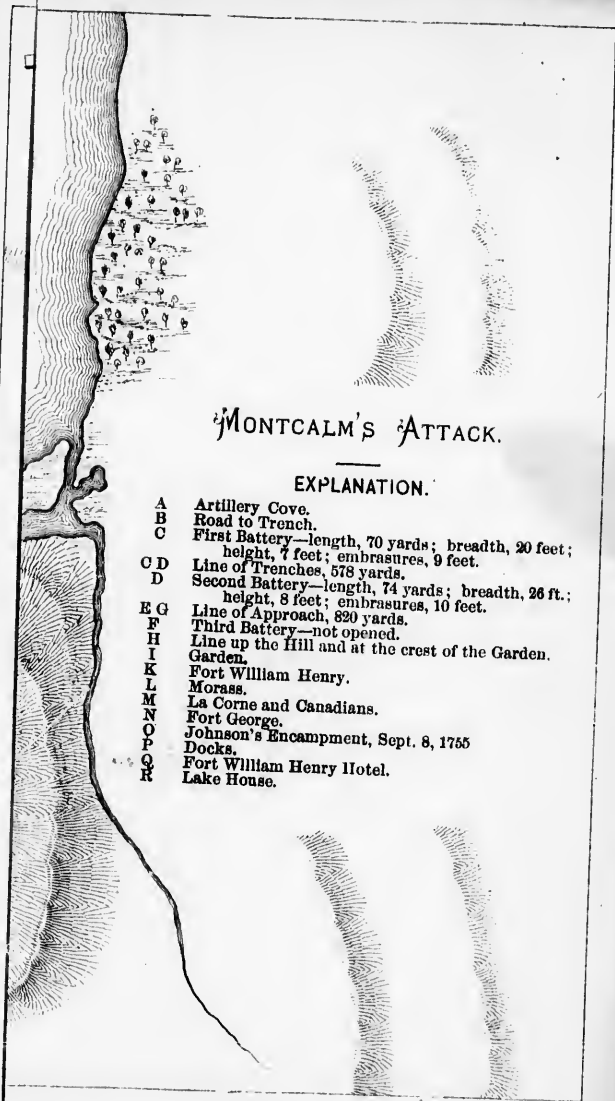 MONTCALM'S ATTACK.
EXPLANATION.
A Artillery Cove.
B Road to Trench.
C First Battery—length, 70 yards; breadth, 20 feet;
height, 7 feet; embrasures, 9 feet.
C D Line of Trenches, 578 yards.
D Second Battery—length, 74 yards; breadth, 26 ft.;
height, 8 feet; embrasures, 10 feet.
E G Line of Approach, 820 yards.
F Third Battery—not opened.
H Line up the Hill and at the crest of the Garden.
I Garden.
K Fort William Henry.
L Morass.
M La Corne and Canadians.
N Fort George.
O Johnson's Encampment, Sept. 8, 1755
P Docks.
Q Fort William Henry Hotel.
R Lake House.